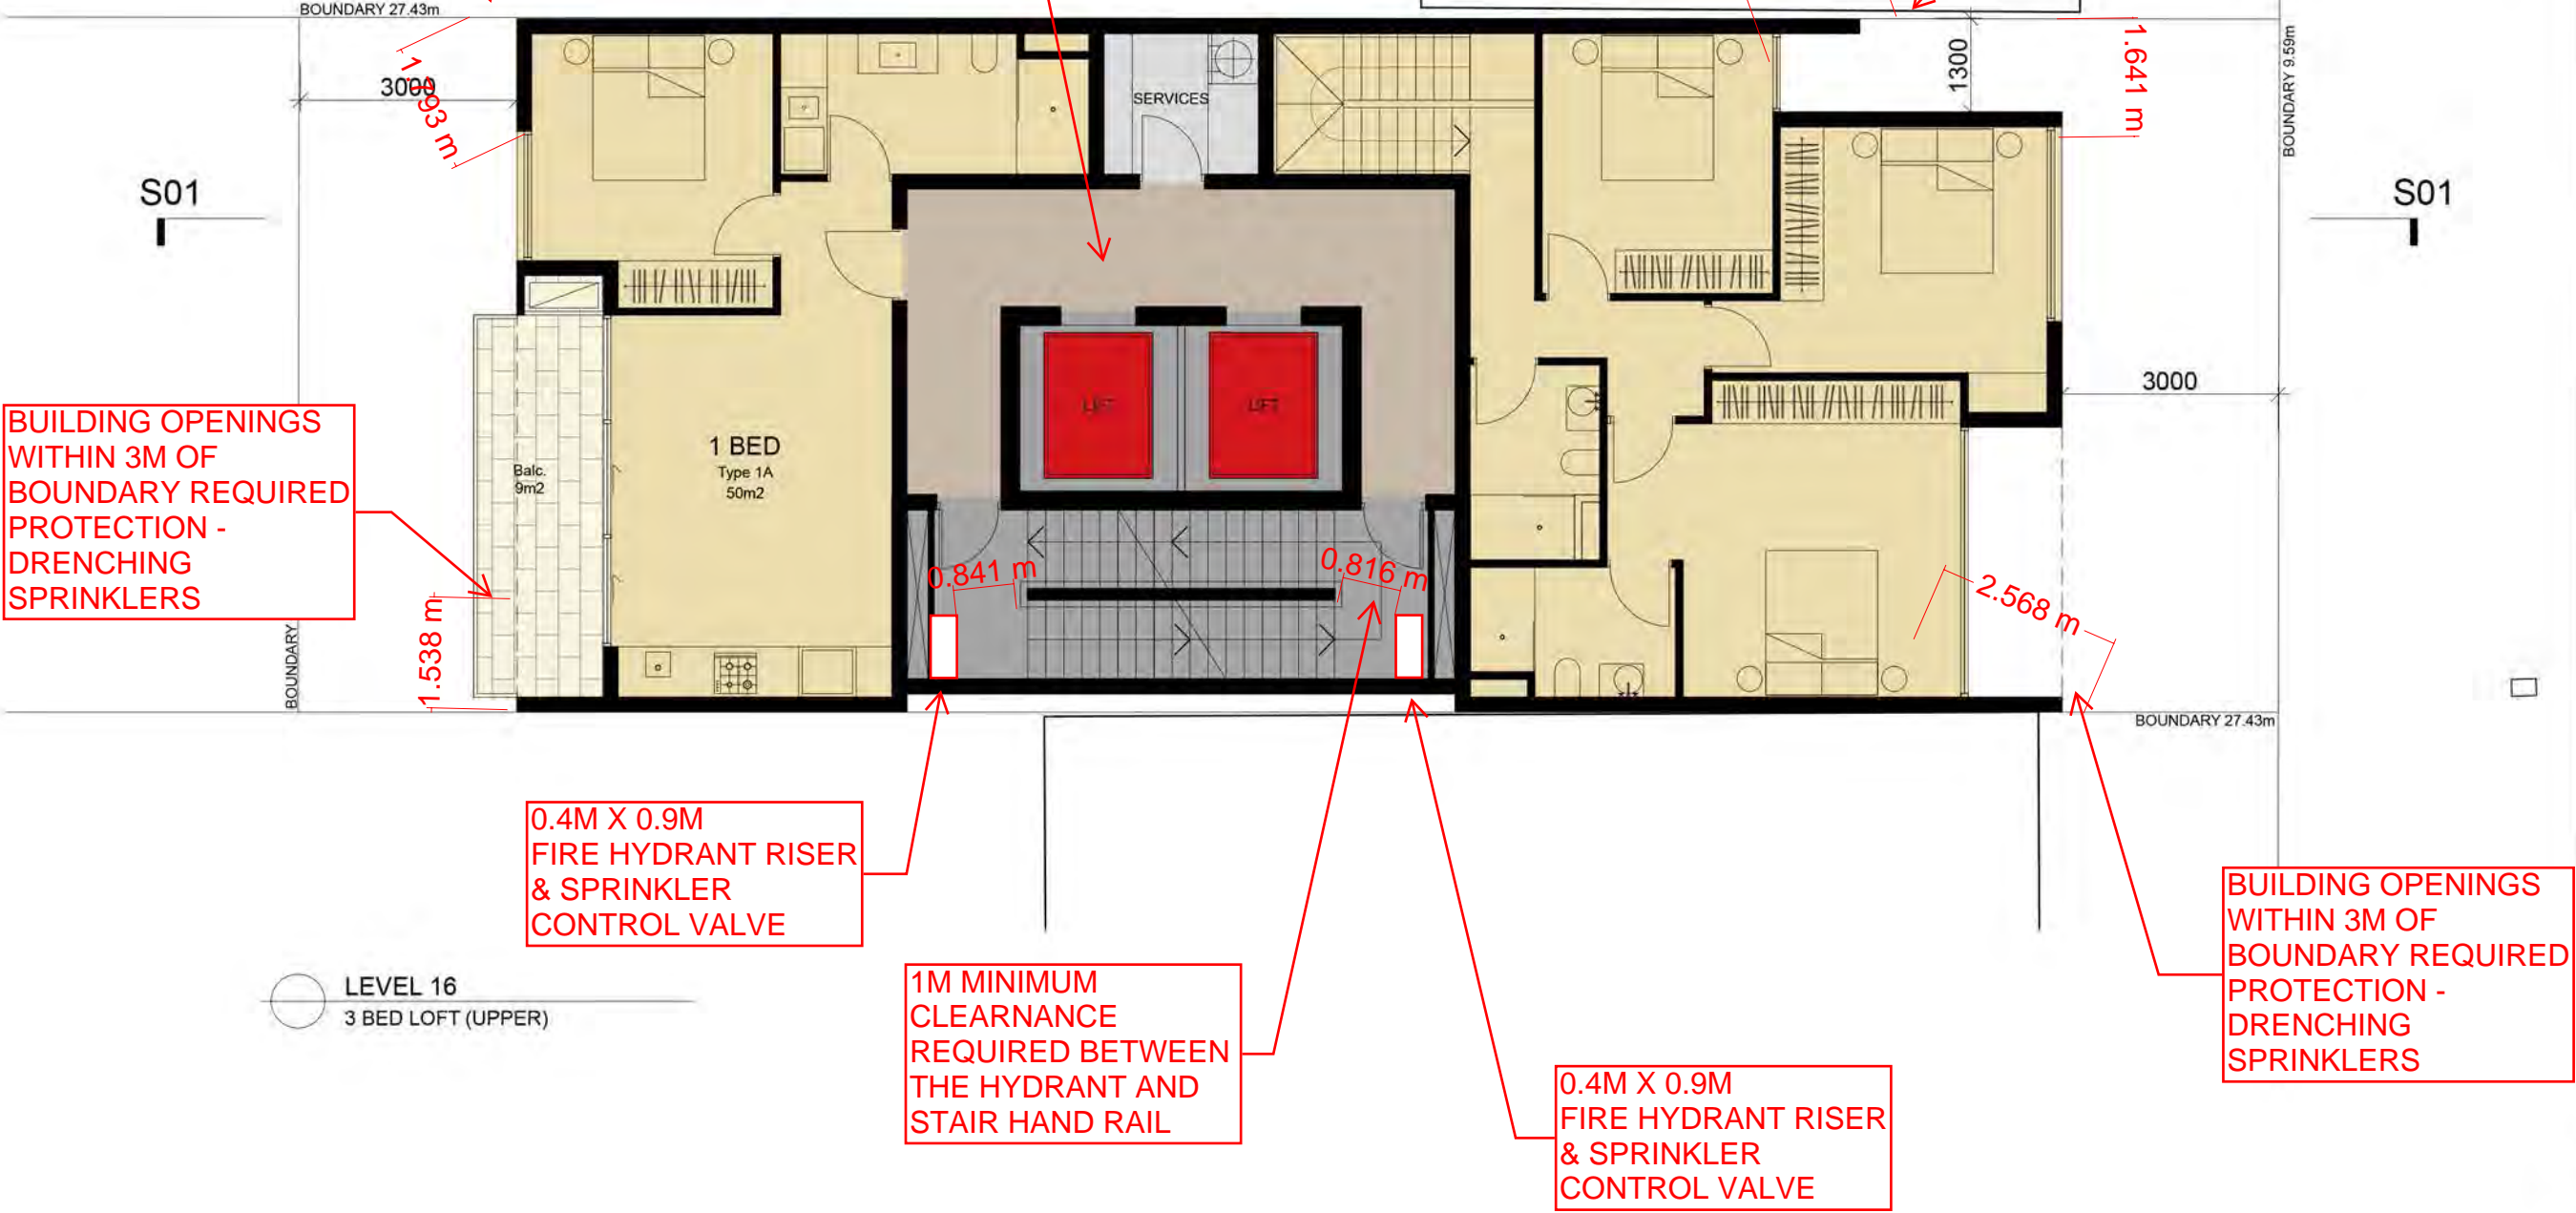 BOUNDARY 27.43m
3000
1.193 m
SERVICES
1300
1.641 m
BOUNDARY 9.59m
S01
S01
LIFT
LIFT
3000
BUILDING OPENINGS
WITHIN 3M OF
BOUNDARY REQUIRED
PROTECTION -
DRENCHING
SPRINKLERS
Balc.
9m2
1 BED
Type 1A
50m2
0.841 m
0.816 m
2.568 m
1.538 m
BOUNDARY
BOUNDARY 27.43m
0.4M X 0.9M
FIRE HYDRANT RISER
& SPRINKLER
CONTROL VALVE
1M MINIMUM
CLEARNANCE
REQUIRED BETWEEN
THE HYDRANT AND
STAIR HAND RAIL
0.4M X 0.9M
FIRE HYDRANT RISER
& SPRINKLER
CONTROL VALVE
BUILDING OPENINGS
WITHIN 3M OF
BOUNDARY REQUIRED
PROTECTION -
DRENCHING
SPRINKLERS
LEVEL 16
3 BED LOFT (UPPER)